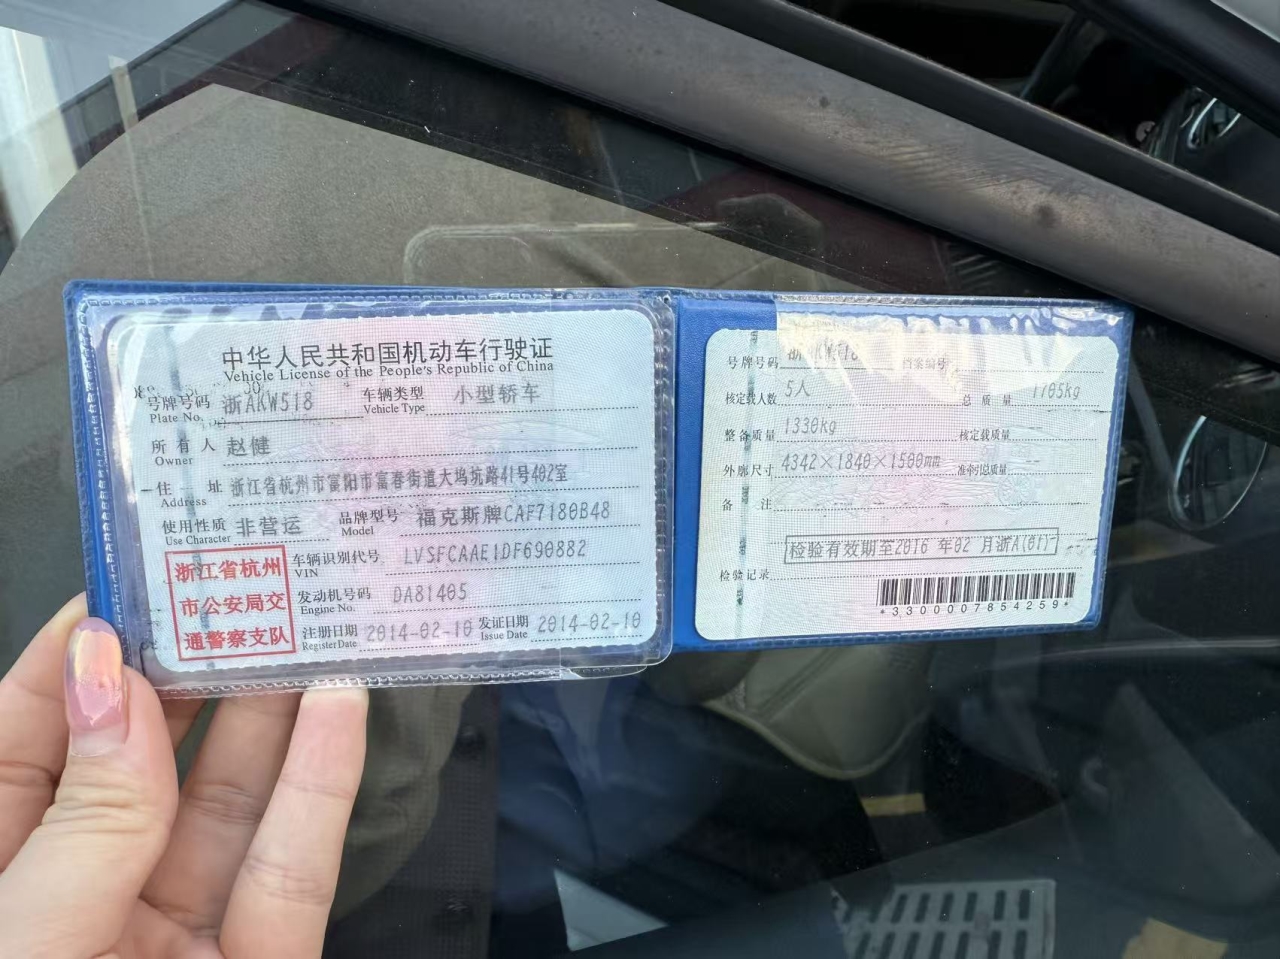 中华人民共和国机动车行驶证
Vehicle License of the People's Republic of China
号牌号码 浙AKW518 车辆类型 小型轿车
Plate No. Vehicle Type
所有人 赵健
Owner
住址 浙江省杭州市富阳市富春街道大坞坑路41号402室
Address
使用性质 非营运 品牌型号 福克斯牌CAF7180B48
Use Character Model
浙江省杭州
市公安局交
通警察支队
车辆识别代号 LVSFCAAE1DF690882
VIN
发动机号码 DA81405
Engine No.
注册日期 2014-02-10 发证日期 2014-02-10
Register Date Issue Date
号牌号码 浙AKW518 档案编号
核定载人数 5人 总质量 1705kg
整备质量 1330kg 核定载质量 --
外廓尺寸 4342×1840×1500mm 准牵引总质量 --
备注
检验有效期至2016 年02 月浙A(01)
检验记录
*3300007854259*